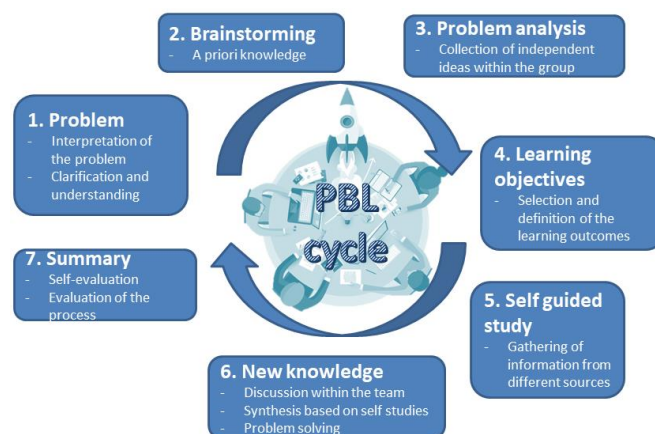 1. Problem
- Interpretation of
the problem
- Clarification and
understanding
2. Brainstorming
- A priori knowledge
3. Problem analysis
- Collection of independent
ideas within the group
4. Learning
objectives
- Selection and
definition of the
learning outcomes
5. Self guided
study
- Gathering of
information from
different sources
6. New knowledge
- Discussion within the team
- Synthesis based on self studies
- Problem solving
7. Summary
- Self-evaluation
- Evaluation of the
process
PBL
cycle